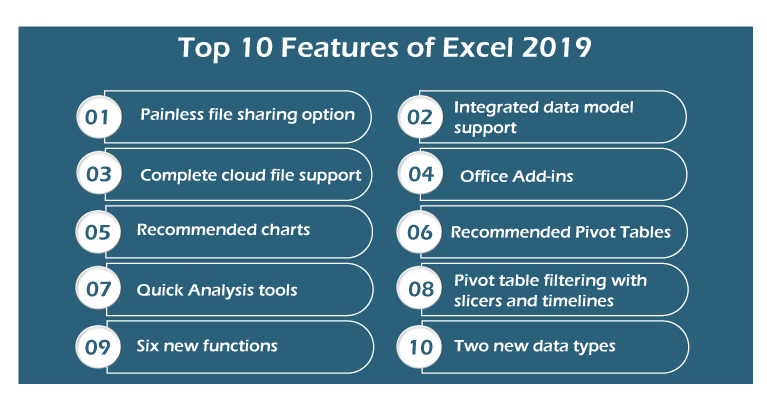 Top 10 Features of Excel 2019
01 Painless file sharing option
02 Integrated data model
support
03 Complete cloud file support
04 Office Add-ins
05 Recommended charts
06 Recommended Pivot Tables
07 Quick Analysis tools
08 Pivot table filtering with
slicers and timelines
09 Six new functions
10 Two new data types